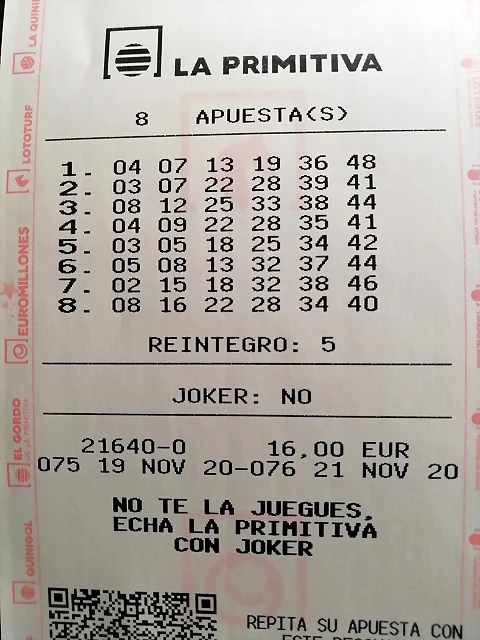 LA PRIMITIVA
8 APUESTA(S)
1. 04 07 13 19 36 48
2. 03 07 22 28 39 41
3. 08 12 25 33 38 44
4. 04 09 22 28 35 41
5. 03 05 18 25 34 42
6. 05 08 13 32 37 44
7. 02 15 18 32 38 46
8. 08 16 22 28 34 40
REINTEGRO: 5
JOKER: NO
21640-0 16,00 EUR
075 19 NOV 20-076 21 NOV 20
NO TE LA JUEGUES,
ECHA LA PRIMITIVA
CON JOKER
REPITA SU APUESTA CON
LA QUINI
LOTOTURF
EUROMILLONES
EL GORDO
DE LA PRIMITIVA
QUINIGOL